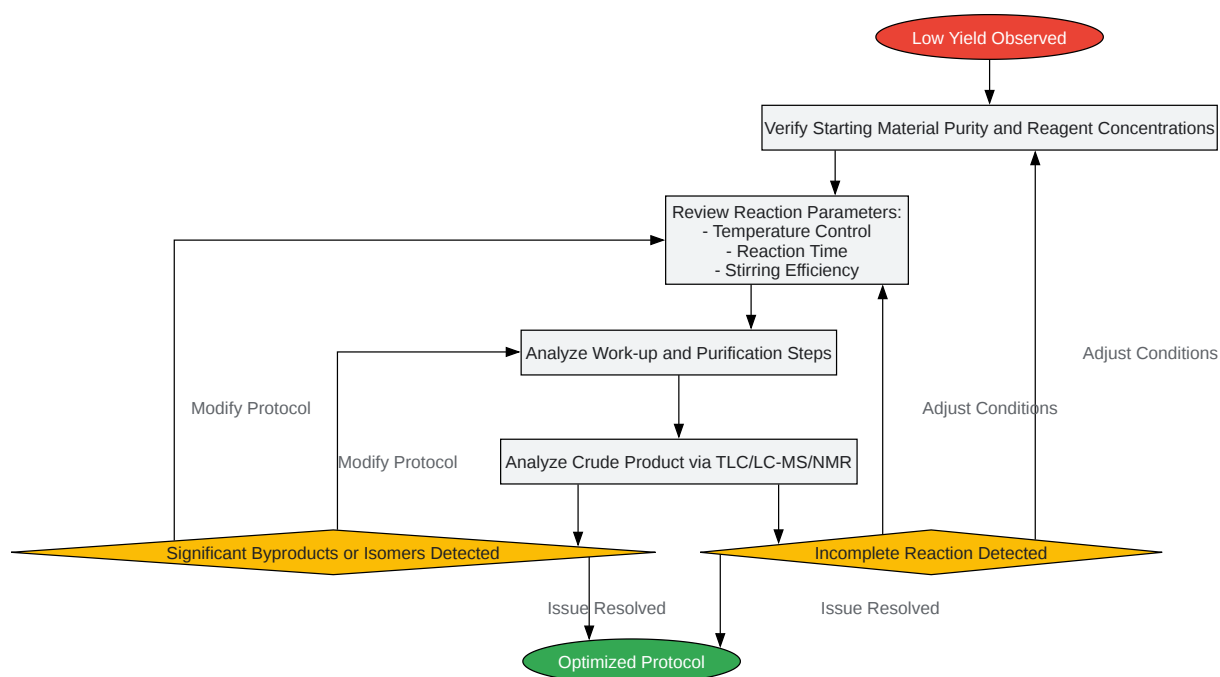 Low Yield Observed
Verify Starting Material Purity and Reagent Concentrations
Review Reaction Parameters:
- Temperature Control
- Reaction Time
- Stirring Efficiency
Analyze Work-up and Purification Steps
Adjust Conditions
Modify Protocol
Adjust Conditions
Modify Protocol
Analyze Crude Product via TLC/LC-MS/NMR
Significant Byproducts or Isomers Detected
Incomplete Reaction Detected
Issue Resolved
Issue Resolved
Optimized Protocol